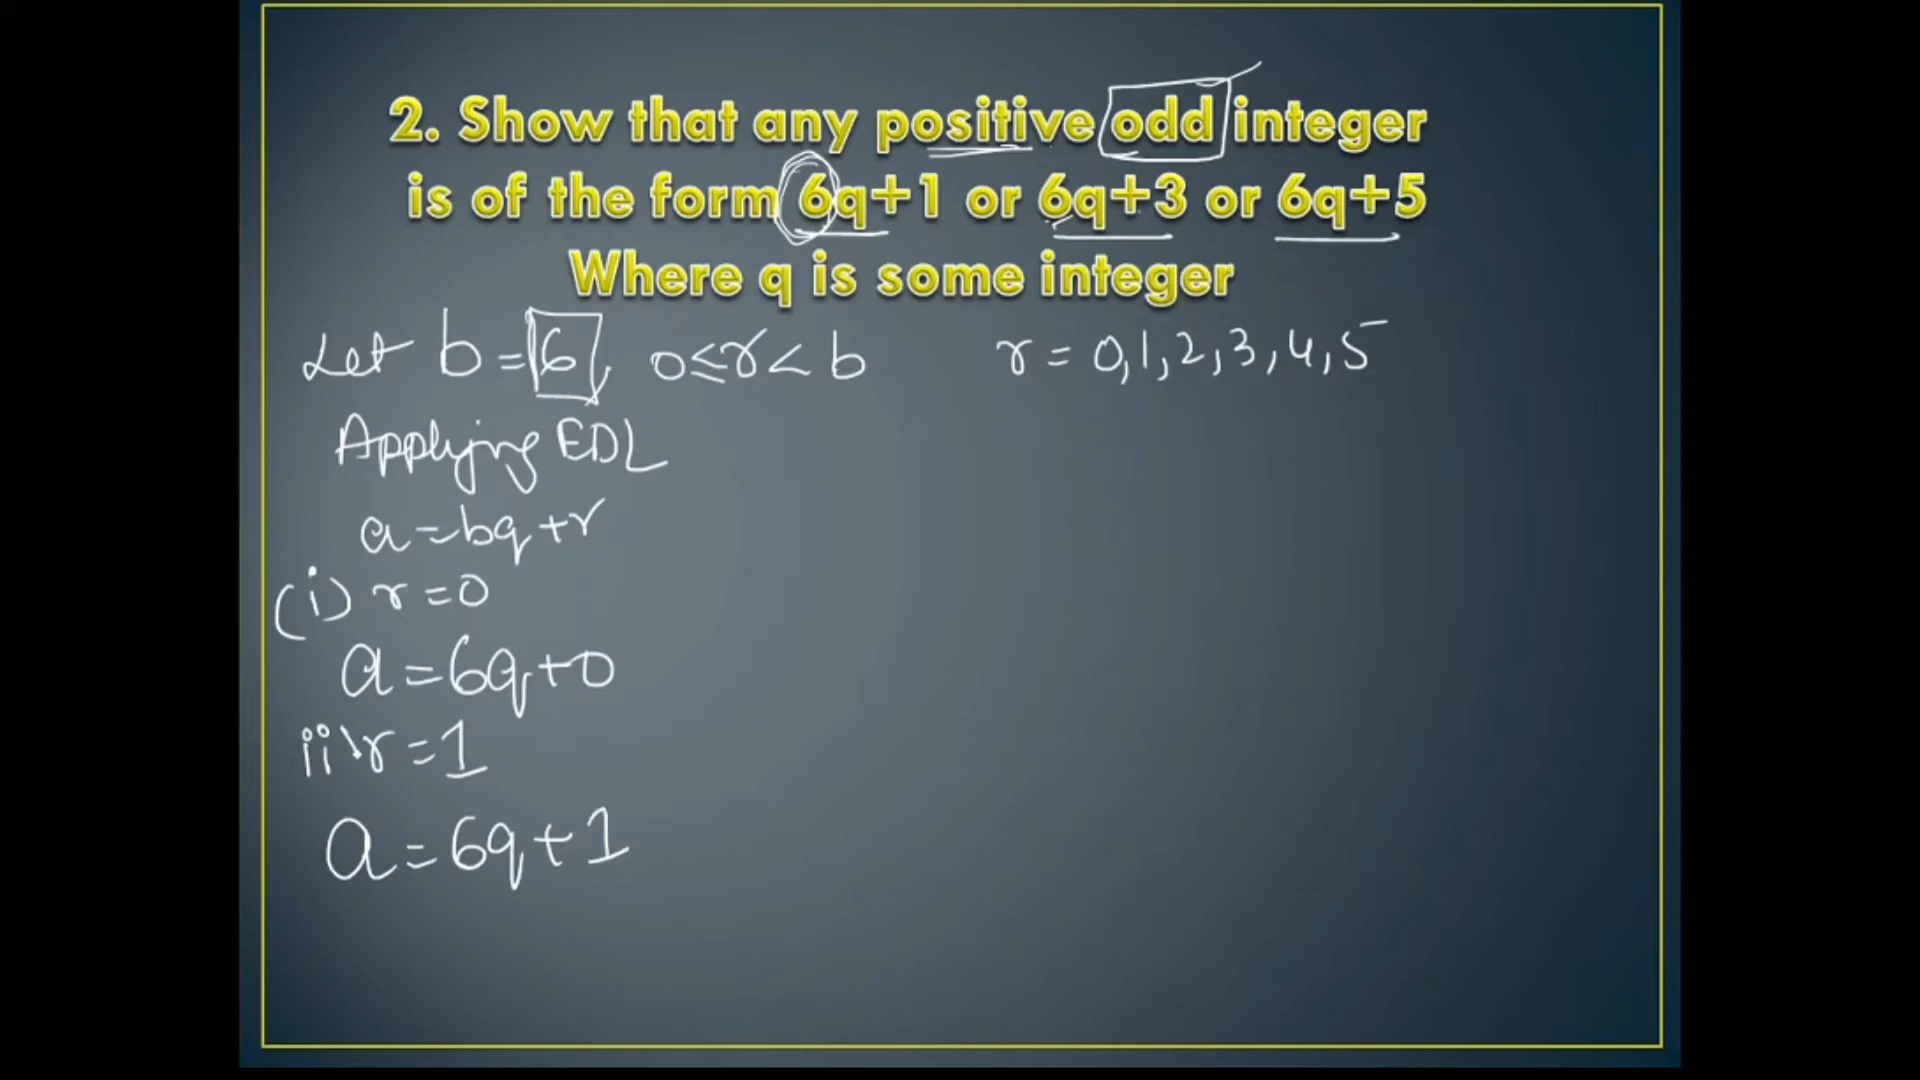 2. Show that any positive odd integer
is of the form 6q+1 or 6q+3 or 6q+5
Where q is some integer
Let b = 6, 0≤r< b r = 0,1,2,3,4,5
Applying EDL
a=bq+r
(i) r=0
a=6q+0
ii) r=1
a=6q+1